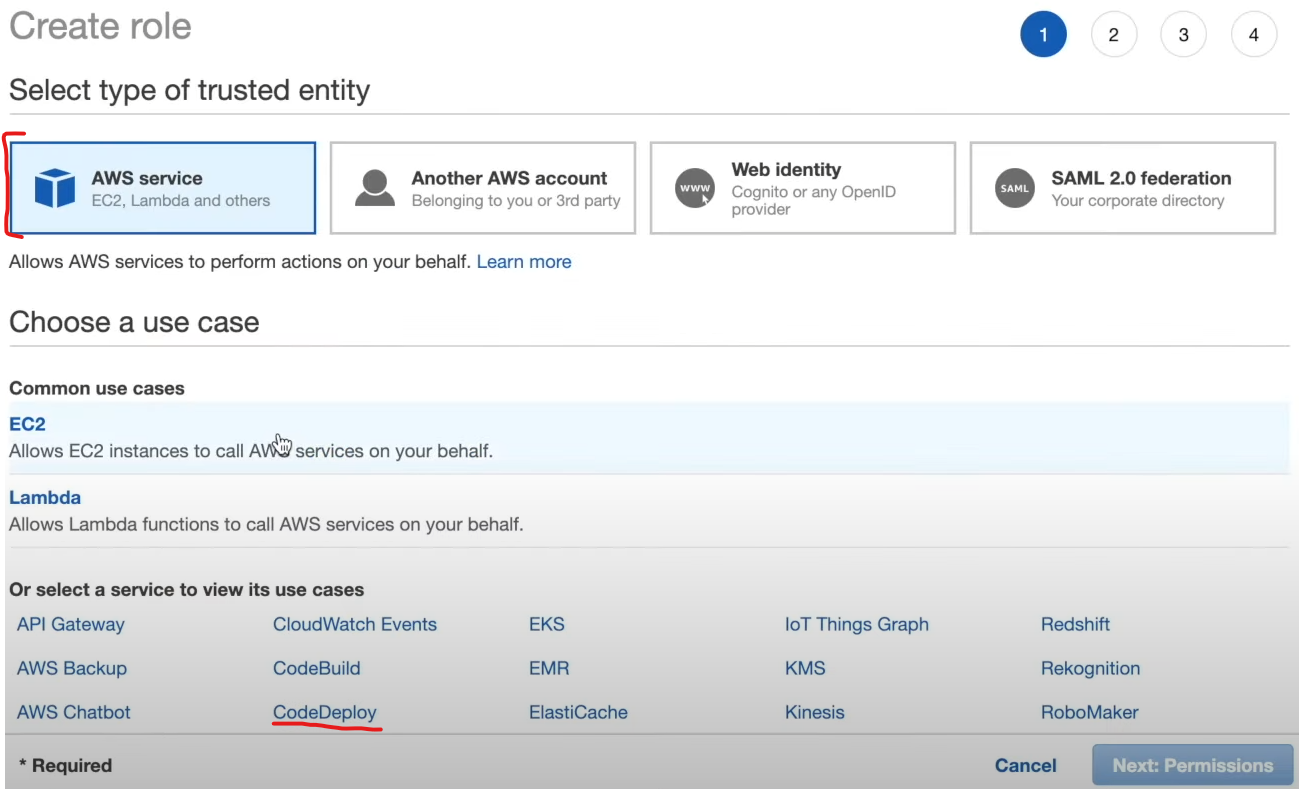 Create role
1 2 3 4
Select type of trusted entity
AWS service
EC2, Lambda and others
Another AWS account
Belonging to you or 3rd party
www
Web identity
Cognito or any OpenID
provider
SAML
SAML 2.0 federation
Your corporate directory
Allows AWS services to perform actions on your behalf. Learn more
Choose a use case
Common use cases
EC2
Allows EC2 instances to call AWS services on your behalf.
Lambda
Allows Lambda functions to call AWS services on your behalf.
Or select a service to view its use cases
API Gateway CloudWatch Events EKS IoT Things Graph Redshift
AWS Backup CodeBuild EMR KMS Rekognition
AWS Chatbot CodeDeploy ElastiCache Kinesis RoboMaker
* Required Cancel Next: Permissions